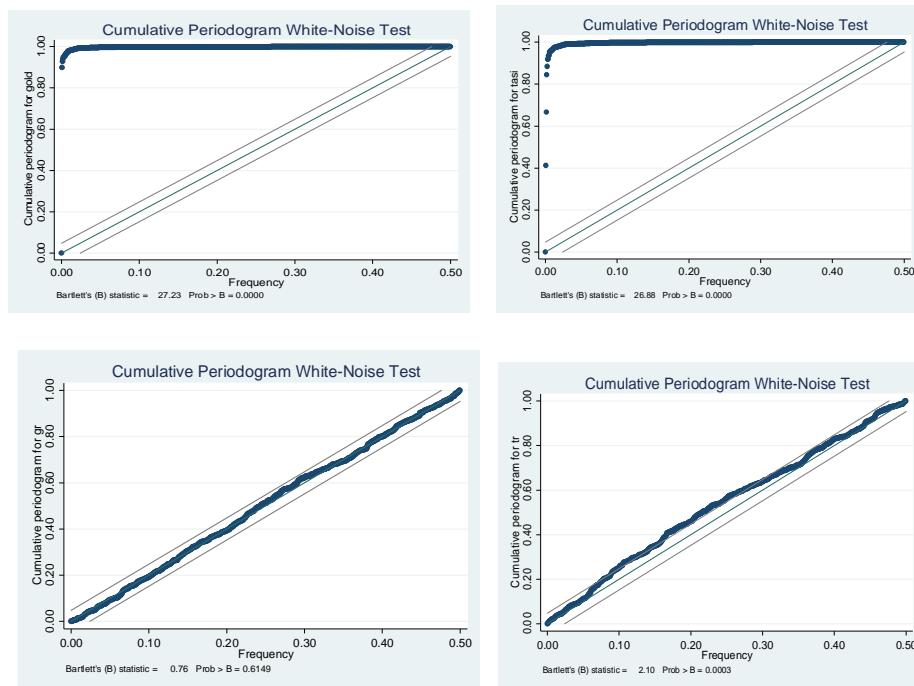 Cumulative Periodogram White-Noise Test
Cumulative periodogram for gold
1.00
0.80
0.60
0.40
0.20
0.00
0.00 0.10 0.20 0.30 0.40 0.50
Frequency
Bartlett's (B) statistic = 27.23 Prob > B = 0.0000
Cumulative Periodogram White-Noise Test
Cumulative periodogram for tasi
1.00
0.80
0.60
0.40
0.20
0.00
0.00 0.10 0.20 0.30 0.40 0.50
Frequency
Bartlett's (B) statistic = 26.88 Prob > B = 0.0000
Cumulative Periodogram White-Noise Test
Cumulative periodogram for gr
1.00
0.80
0.60
0.40
0.20
0.00
0.00 0.10 0.20 0.30 0.40 0.50
Frequency
Bartlett's (B) statistic = 0.76 Prob > B = 0.6149
Cumulative Periodogram White-Noise Test
Cumulative periodogram for tr
1.00
0.80
0.60
0.40
0.20
0.00
0.00 0.10 0.20 0.30 0.40 0.50
Frequency
Bartlett's (B) statistic = 2.10 Prob > B = 0.0003